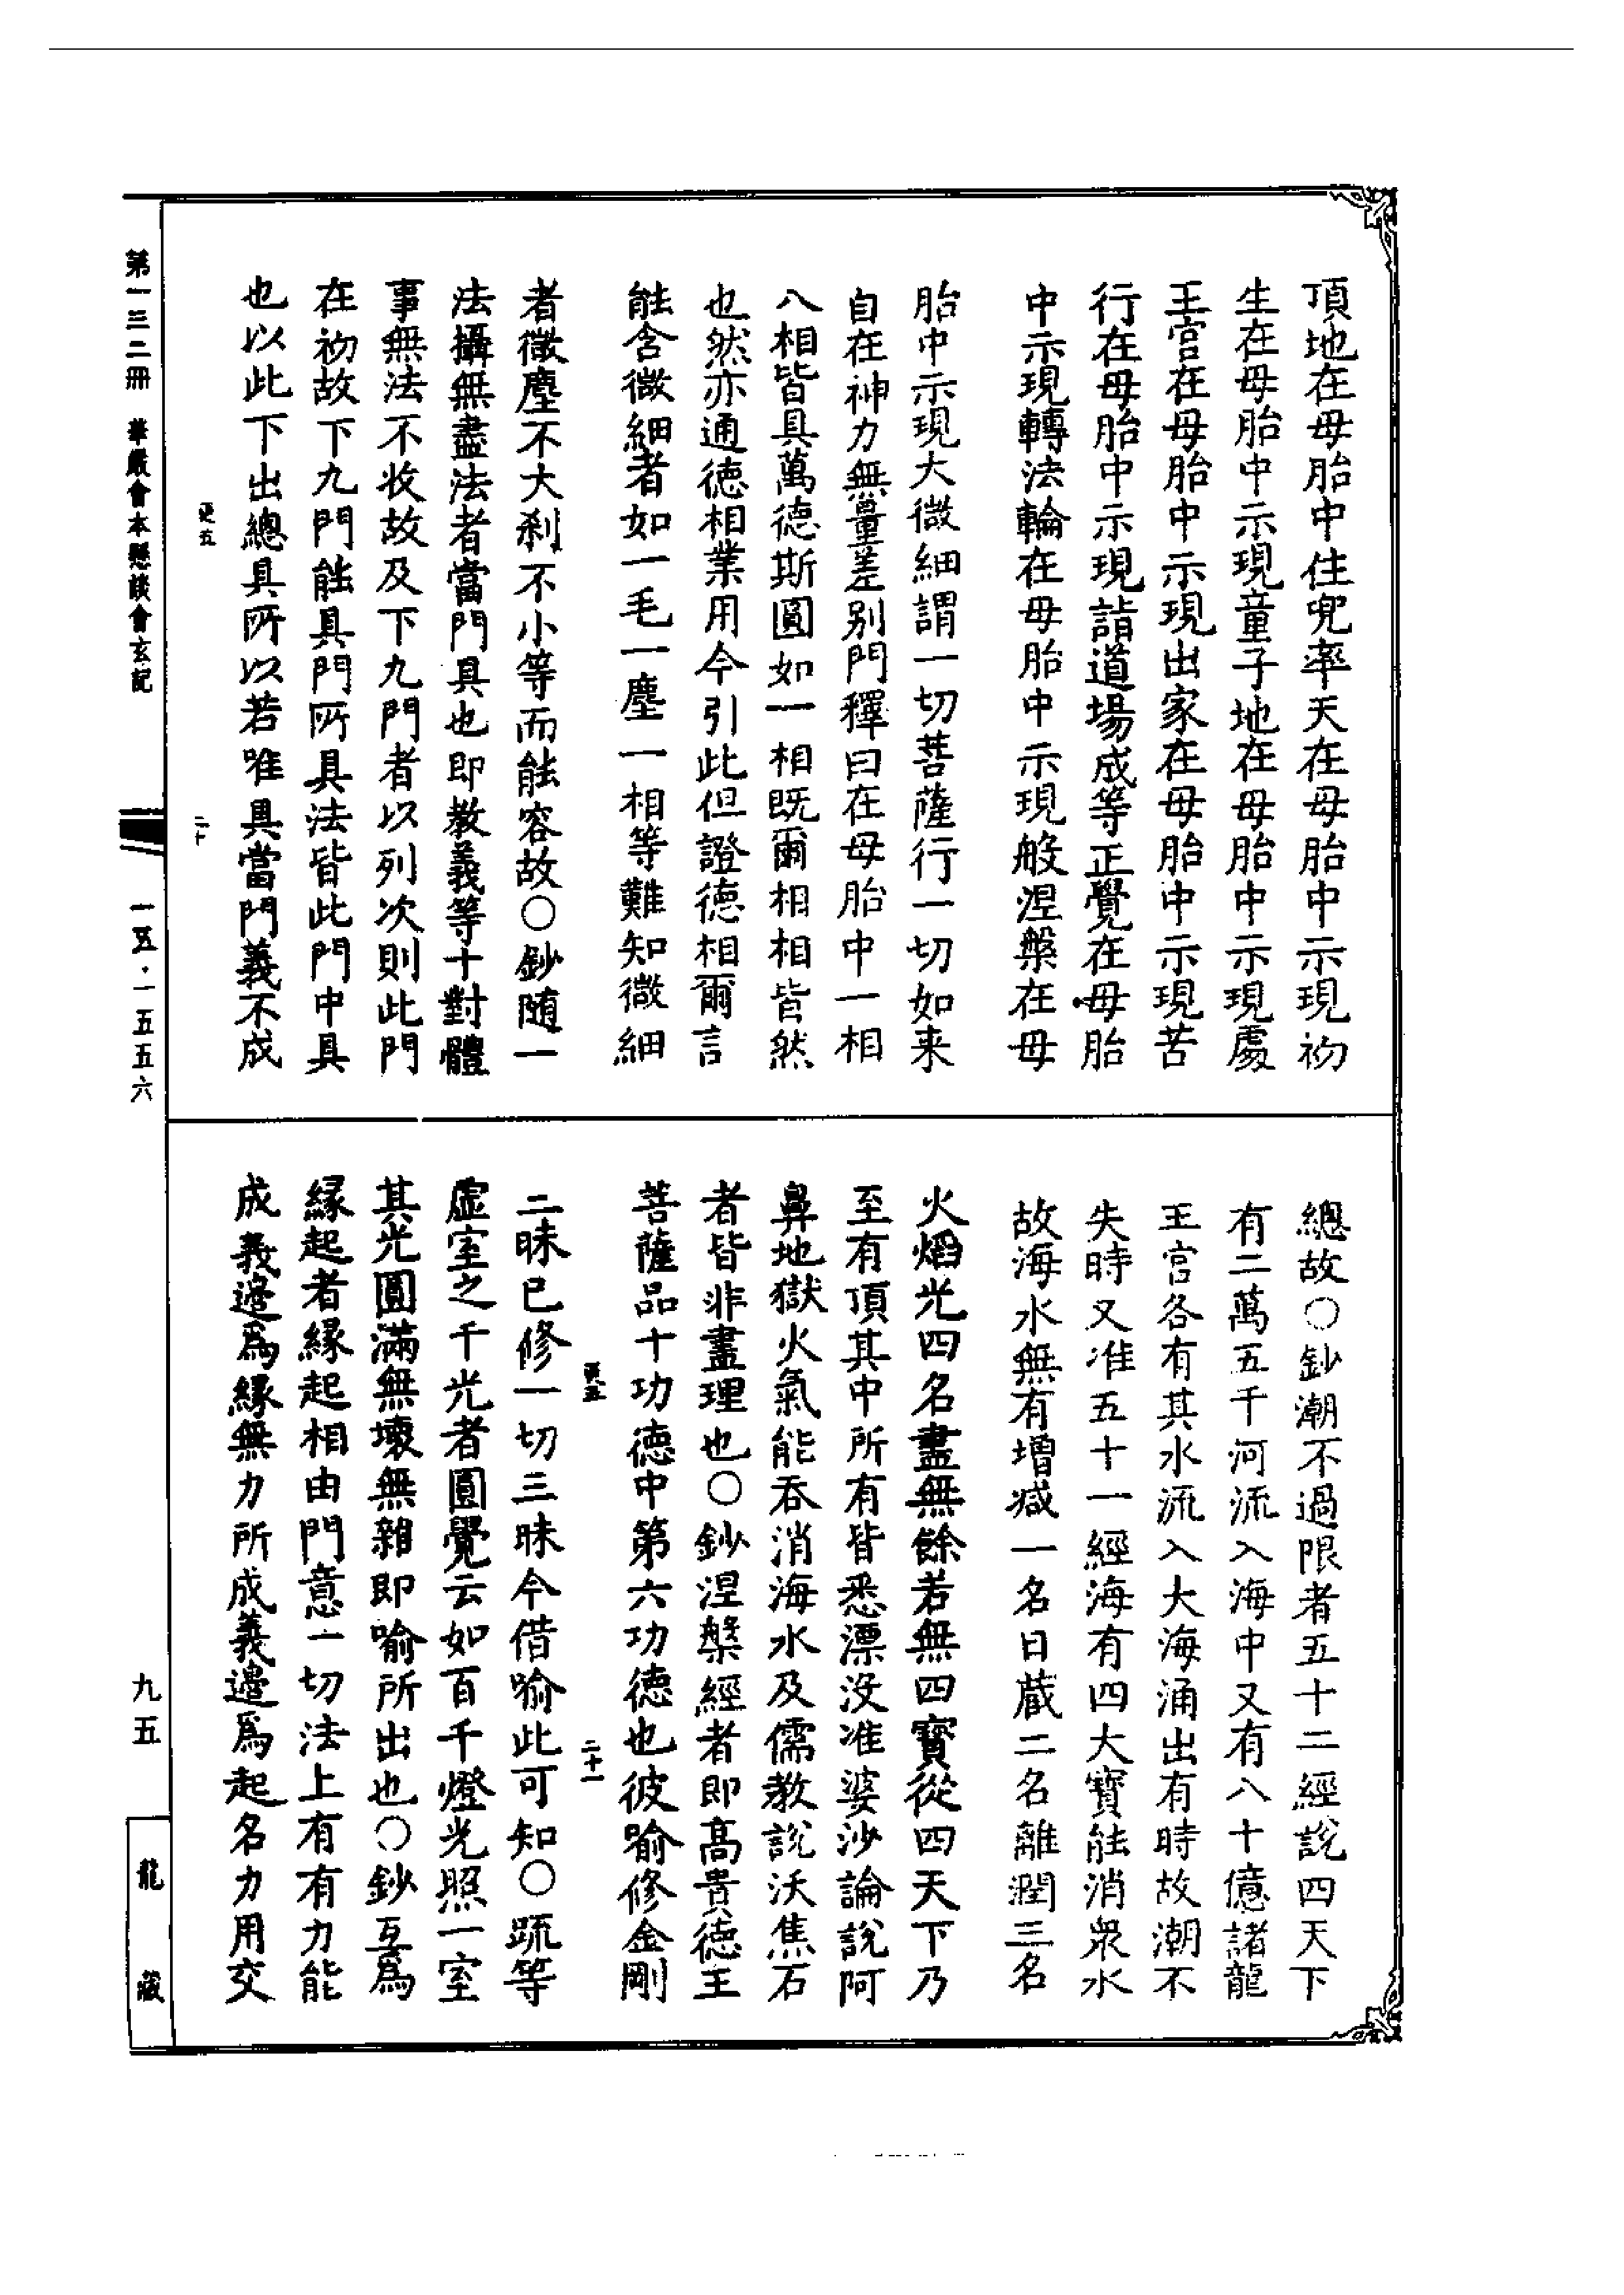 頂地在母胎中住兜率天在母胎中示現初
生在母胎中示現童子地在母胎中示現處
王宮在母胎中示現出家在母胎中示現苦
行在母胎中示現詣道場成等正覺在母胎
中示現轉法輪在母胎中示現般涅槃在母
胎中示現大微細謂一切菩薩行一切如来
自在神力無量差别門釋曰在母胎中一相
八相皆具萬德斯圓如一相既爾相相皆然
也然亦通德相業用今引此但證德相爾言
能含微細者如一毛一塵一相等難知微細
者微塵不大刹不小等而能容故○鈔随一
法攝無盡法者當門具也即教義等十對體
事無法不收故及下九門者以列次則此門
在初故下九門能具門所具法皆此門中具
也以此下出總具所以若唯具當門義不成
更五
二十
第一三二冊 華嚴會本懸談會玄記
一五·一五五六
總故○鈔潮不過限者五十二經說四天下
有二萬五千河流入海中又有八十億諸龍
王宮各有其水流入大海涌出有時故潮不
失時又准五十一經海有四大寶能消衆水
故海水無有增减一名日蔵二名離潤三名
火焰光四名盡無餘若無四寶從四天下乃
至有頂其中所有皆悉漂没准婆沙論說阿
鼻地獄火氣能吞消海水及儒教說沃焦石
者皆非盡理也○鈔涅槃經者即高貴德王
菩薩品十功德中第六功德也彼喻修金剛
更五
二十一
三昧已修一切三昧今借喻此可知○疏等
虛室之千光者圓覺云如百千燈光照一室
其光圓滿無壞無雜即喻所出也○鈔互爲
緣起者緣起相由門意一切法上有有力能
成義邊爲緣無力所成義邊爲起名力用交
九五
龍藏